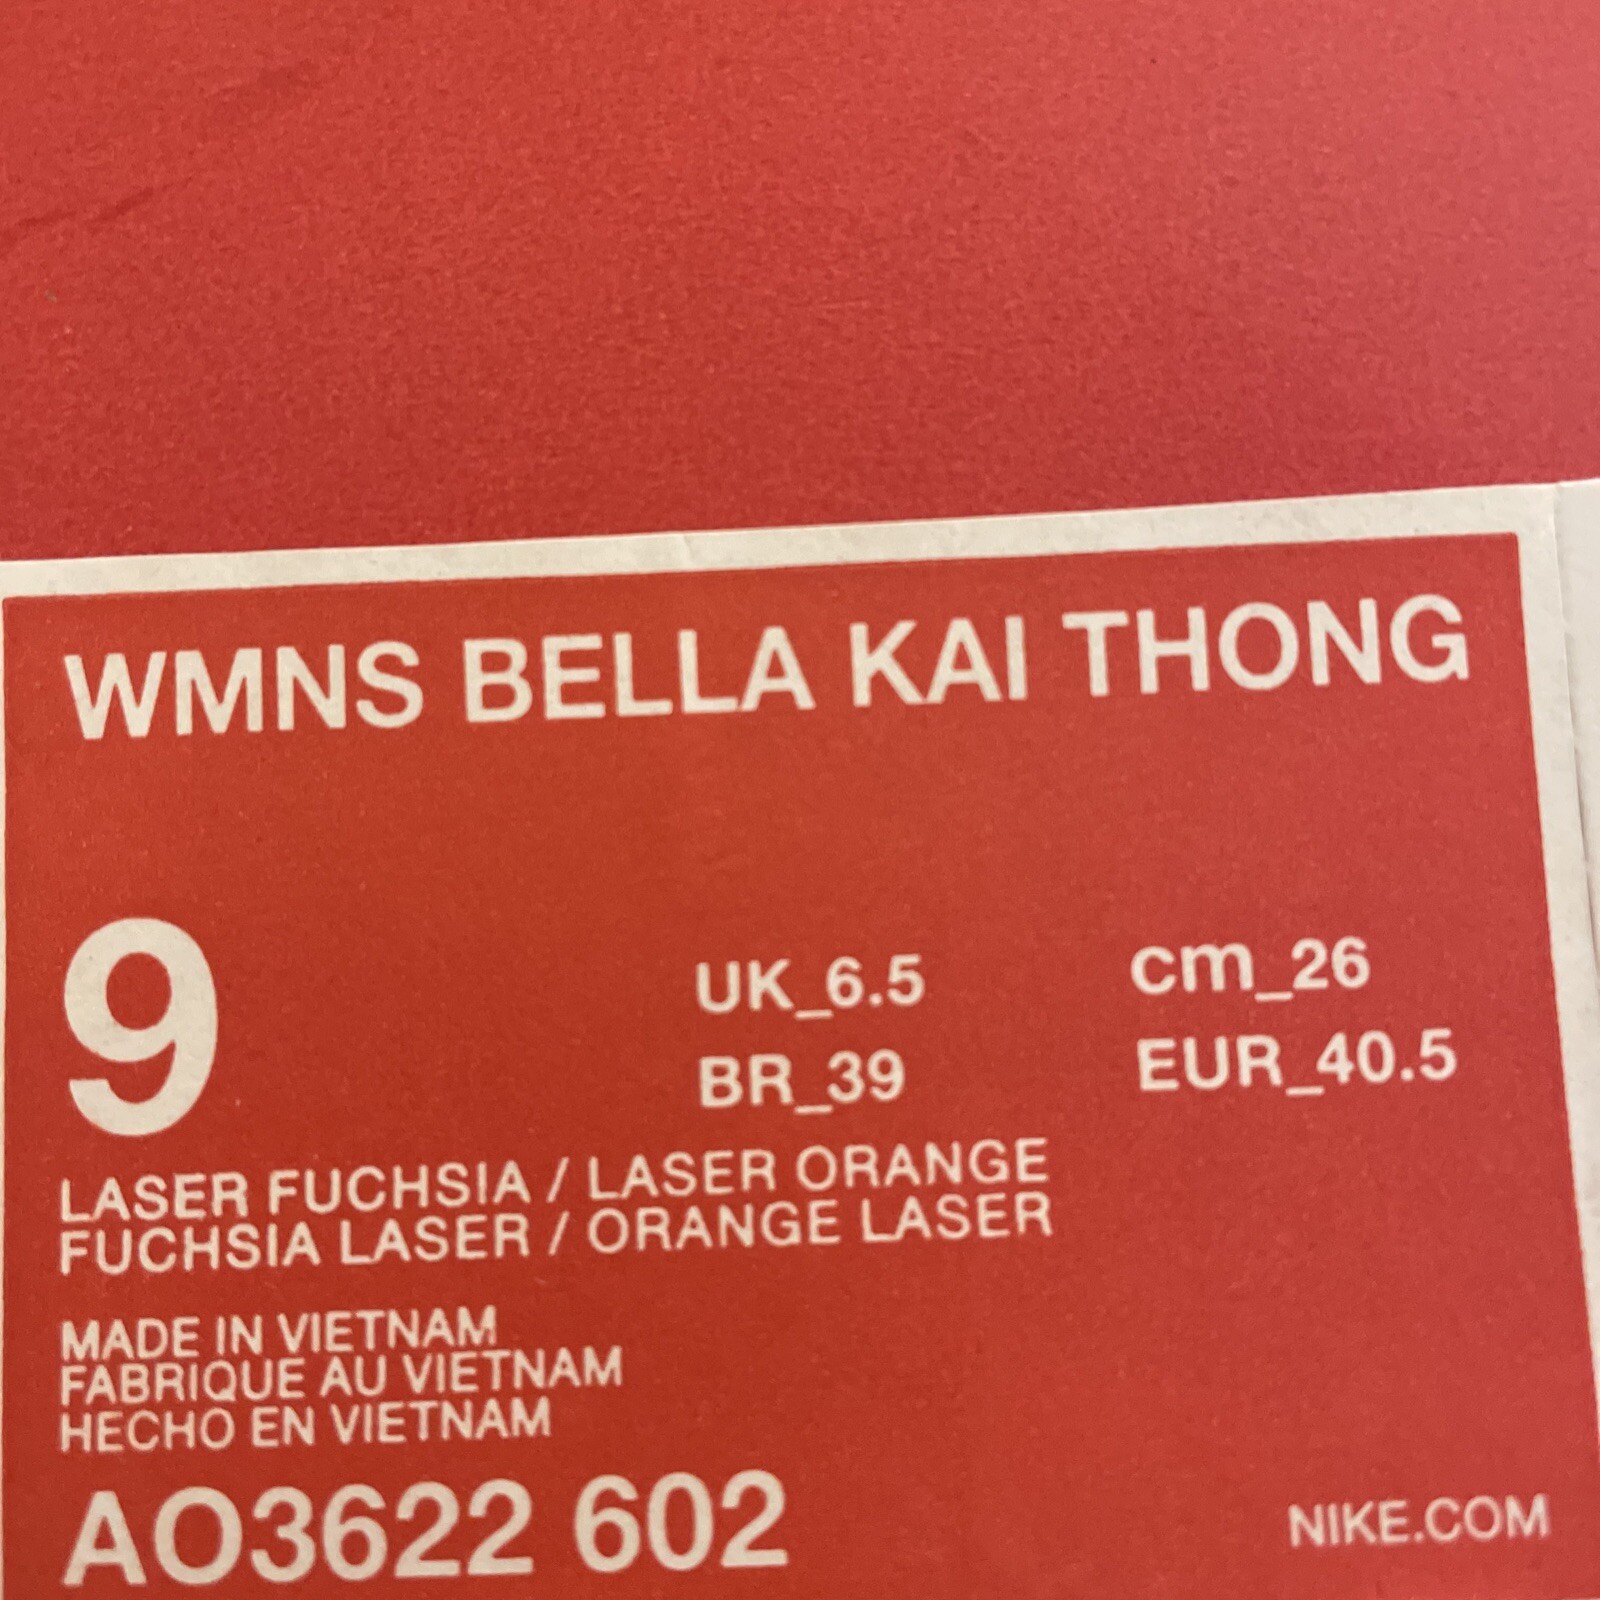 WMNS BELLA KAI THONG
9
UK_6.5 cm_26
BR_39 EUR_40.5
LASER FUCHSIA / LASER ORANGE
FUCHSIA LASER / ORANGE LASER
MADE IN VIETNAM
FABRIQUE AU VIETNAM
HECHO EN VIETNAM
AO3622 602
NIKE.COM